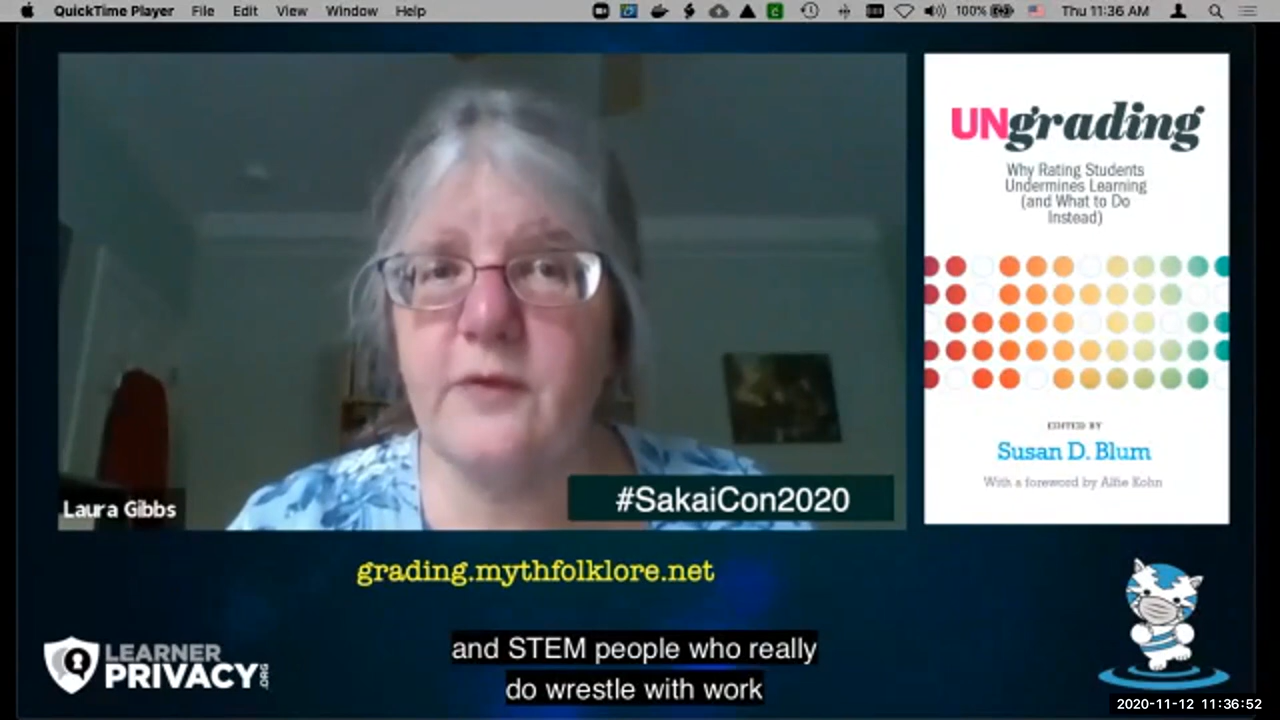 QuickTime Player File Edit View Window Help 100% Thu 11:36 AM
UNgrading
Why Rating Students
Undermines Learning
(and What to Do
Instead)
EDITED BY
Susan D. Blum
With a foreword by Alfie Kohn
Laura Gibbs
#SakaiCon2020
grading.mythfolklore.net
LEARNER
PRIVACY.ORG
and STEM people who really
do wrestle with work
2020-11-12 11:36:52